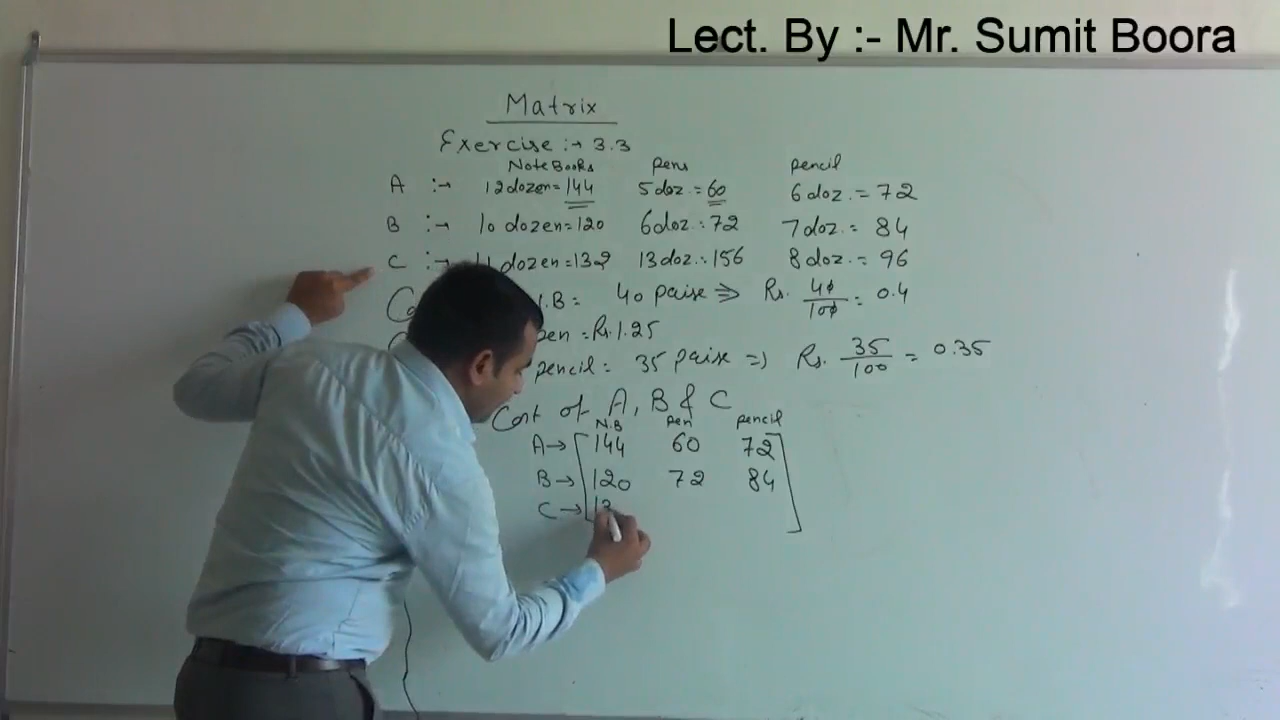 Lect. By :- Mr. Sumit Boora
Matrix
Exercise :→ 3.3
NoteBooks Pens pencil
A :→ 12dozen=144 5doz.=60 6doz.=72
B :→ 10 dozen=120 6doz.=72 7doz.=84
C :→ 11 dozen=132 13doz.=156 8doz.=96
.B= 40 paise ⇒ Rs. 40/100 = 0.4
pen =Rs.1.25
pencil= 35 paise => Rs. 35/100 = 0.35
Cost of A, B & C
N.B pen pencil
A→ 144 60 72
B→ 120 72 84
C→ 13